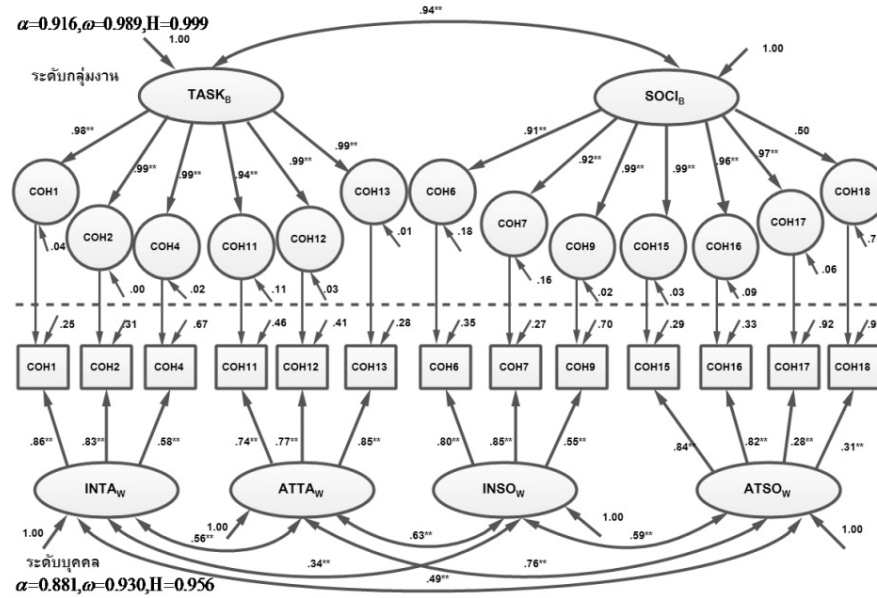 α=0.916,ω=0.989,H=0.999
.94**
1.00
1.00
ระดับกลุ่มงาน
TASKB
SOCIB
.98**
.99**
.99**
.94**
.99**
.99**
.91**
.92**
.99**
.99**
.96**
.97**
.50
COH1
COH2
COH4
COH11
COH12
COH13
COH6
COH7
COH9
COH15
COH16
COH17
COH18
.04
.00
.02
.11
.03
.01
.18
.16
.02
.03
.09
.06
.25
.31
.67
.46
.41
.28
.35
.27
.70
.29
.33
.92
COH1
COH2
COH4
COH11
COH12
COH13
COH6
COH7
COH9
COH15
COH16
COH17
COH18
.86**
.83**
.58**
.74**
.77**
.85**
.80**
.85**
.55**
.84**
.82**
.28**
.31**
INTAW
ATTAW
INSOW
ATSOW
1.00
.56**
1.00
.63**
1.00
.59**
1.00
.34**
.76**
.49**
ระดับบุคคล
α=0.881,ω=0.930,H=0.956